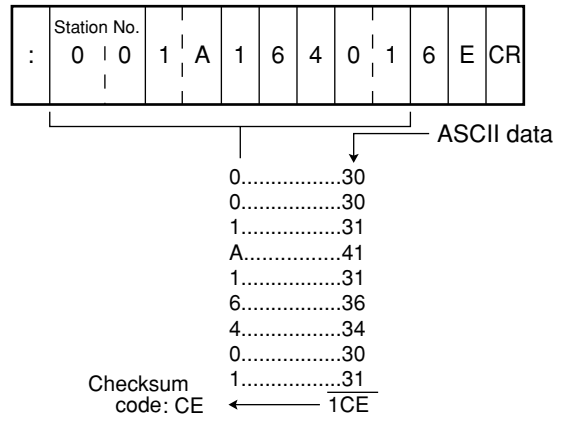 Station No.
: 0 0 1 A 1 6 4 0 1 6 E CR
ASCII data
0.................30
0.................30
1.................31
A.................41
1.................31
6.................36
4.................34
0.................30
1.................31
Checksum
code: CE
1CE